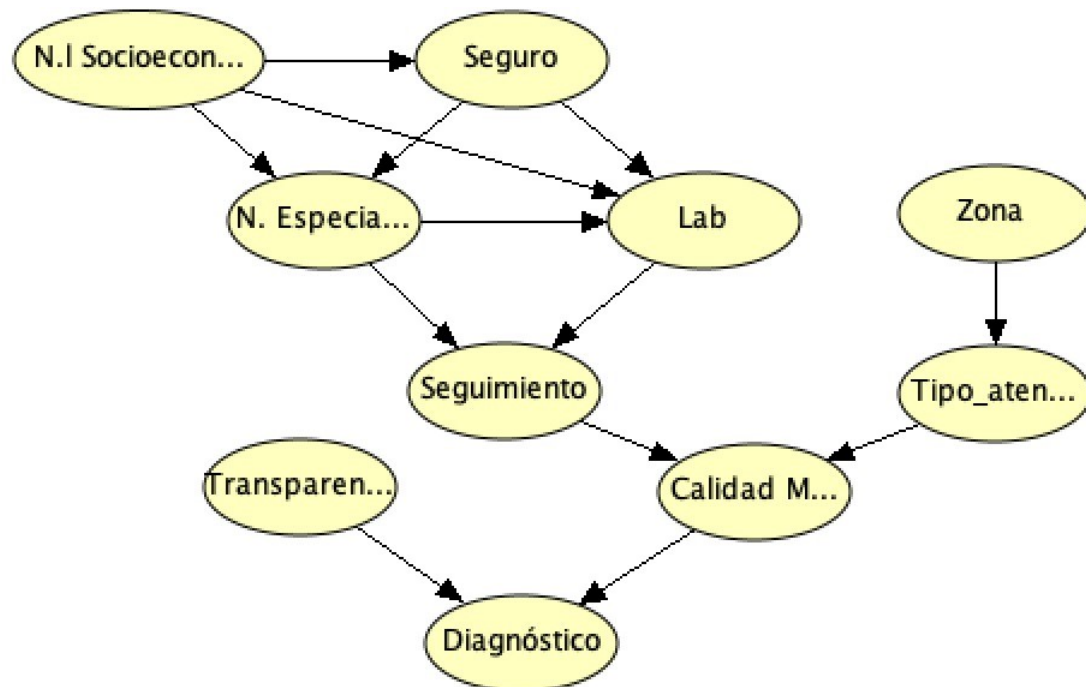 N.l Socioecon...
Seguro
N. Especia...
Lab
Zona
Seguimiento
Tipo_aten...
Transparen...
Calidad M...
Diagnóstico